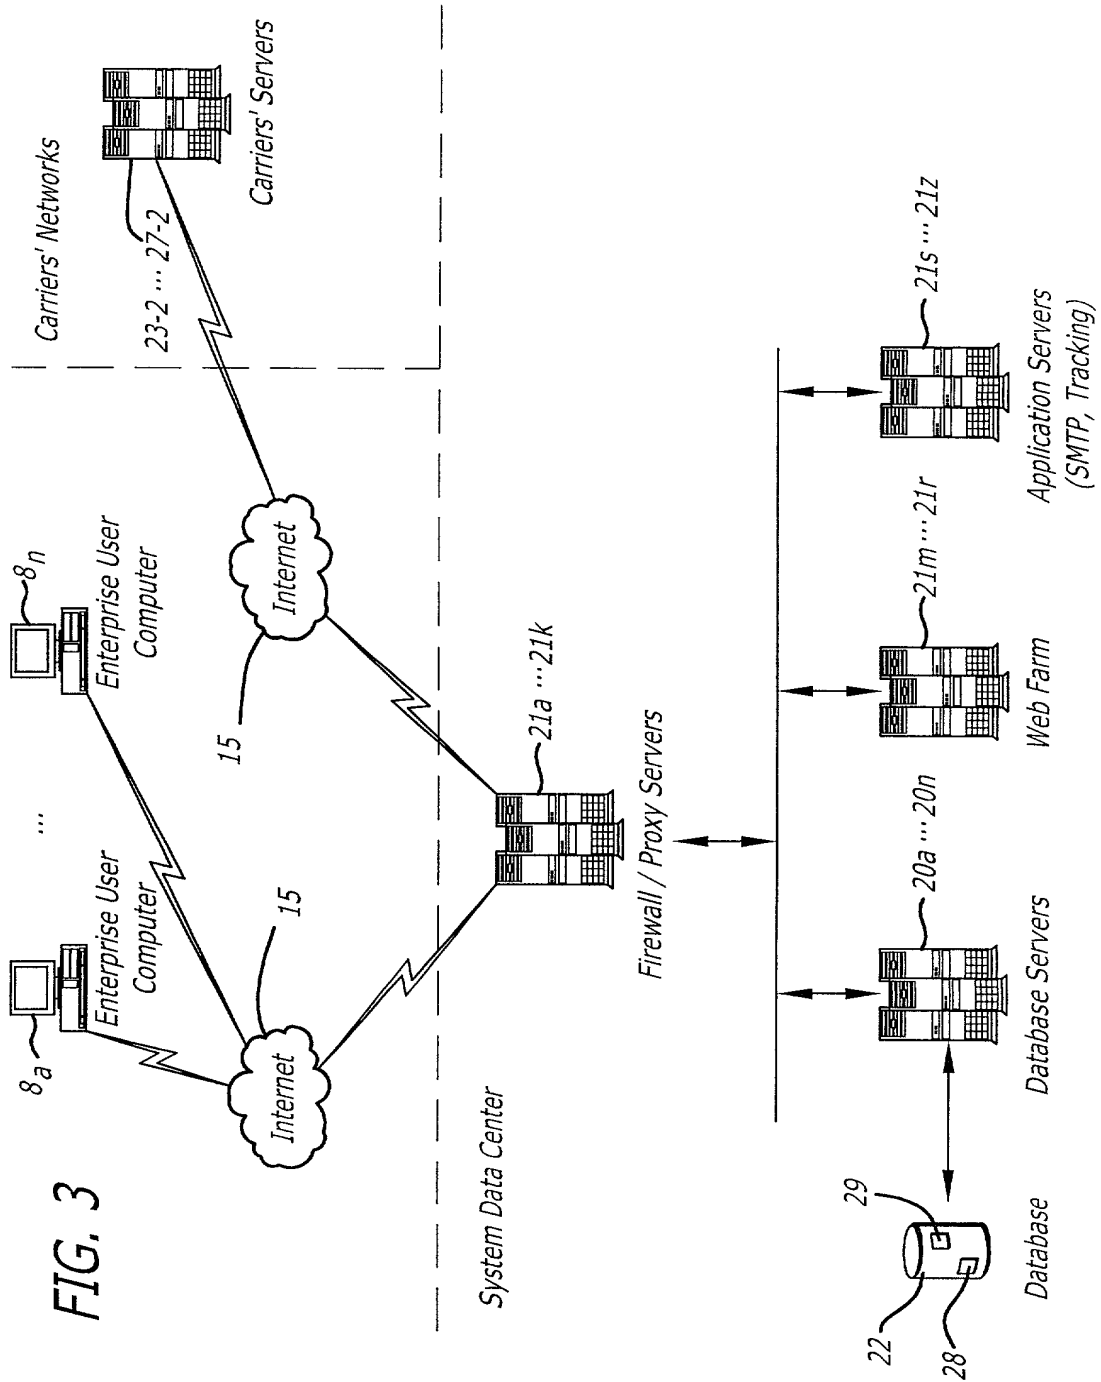 FIG. 3
8a
Enterprise User
Computer
...
8n
Enterprise User
Computer
Carriers' Networks
23-2 ... 27-2
Carriers' Servers
15
Internet
15
Internet
System Data Center
21a ... 21k
Firewall / Proxy Servers
22
28
29
Database
20a ... 20n
Database Servers
21m ... 21r
Web Farm
21s ... 21z
Application Servers
(SMTP, Tracking)